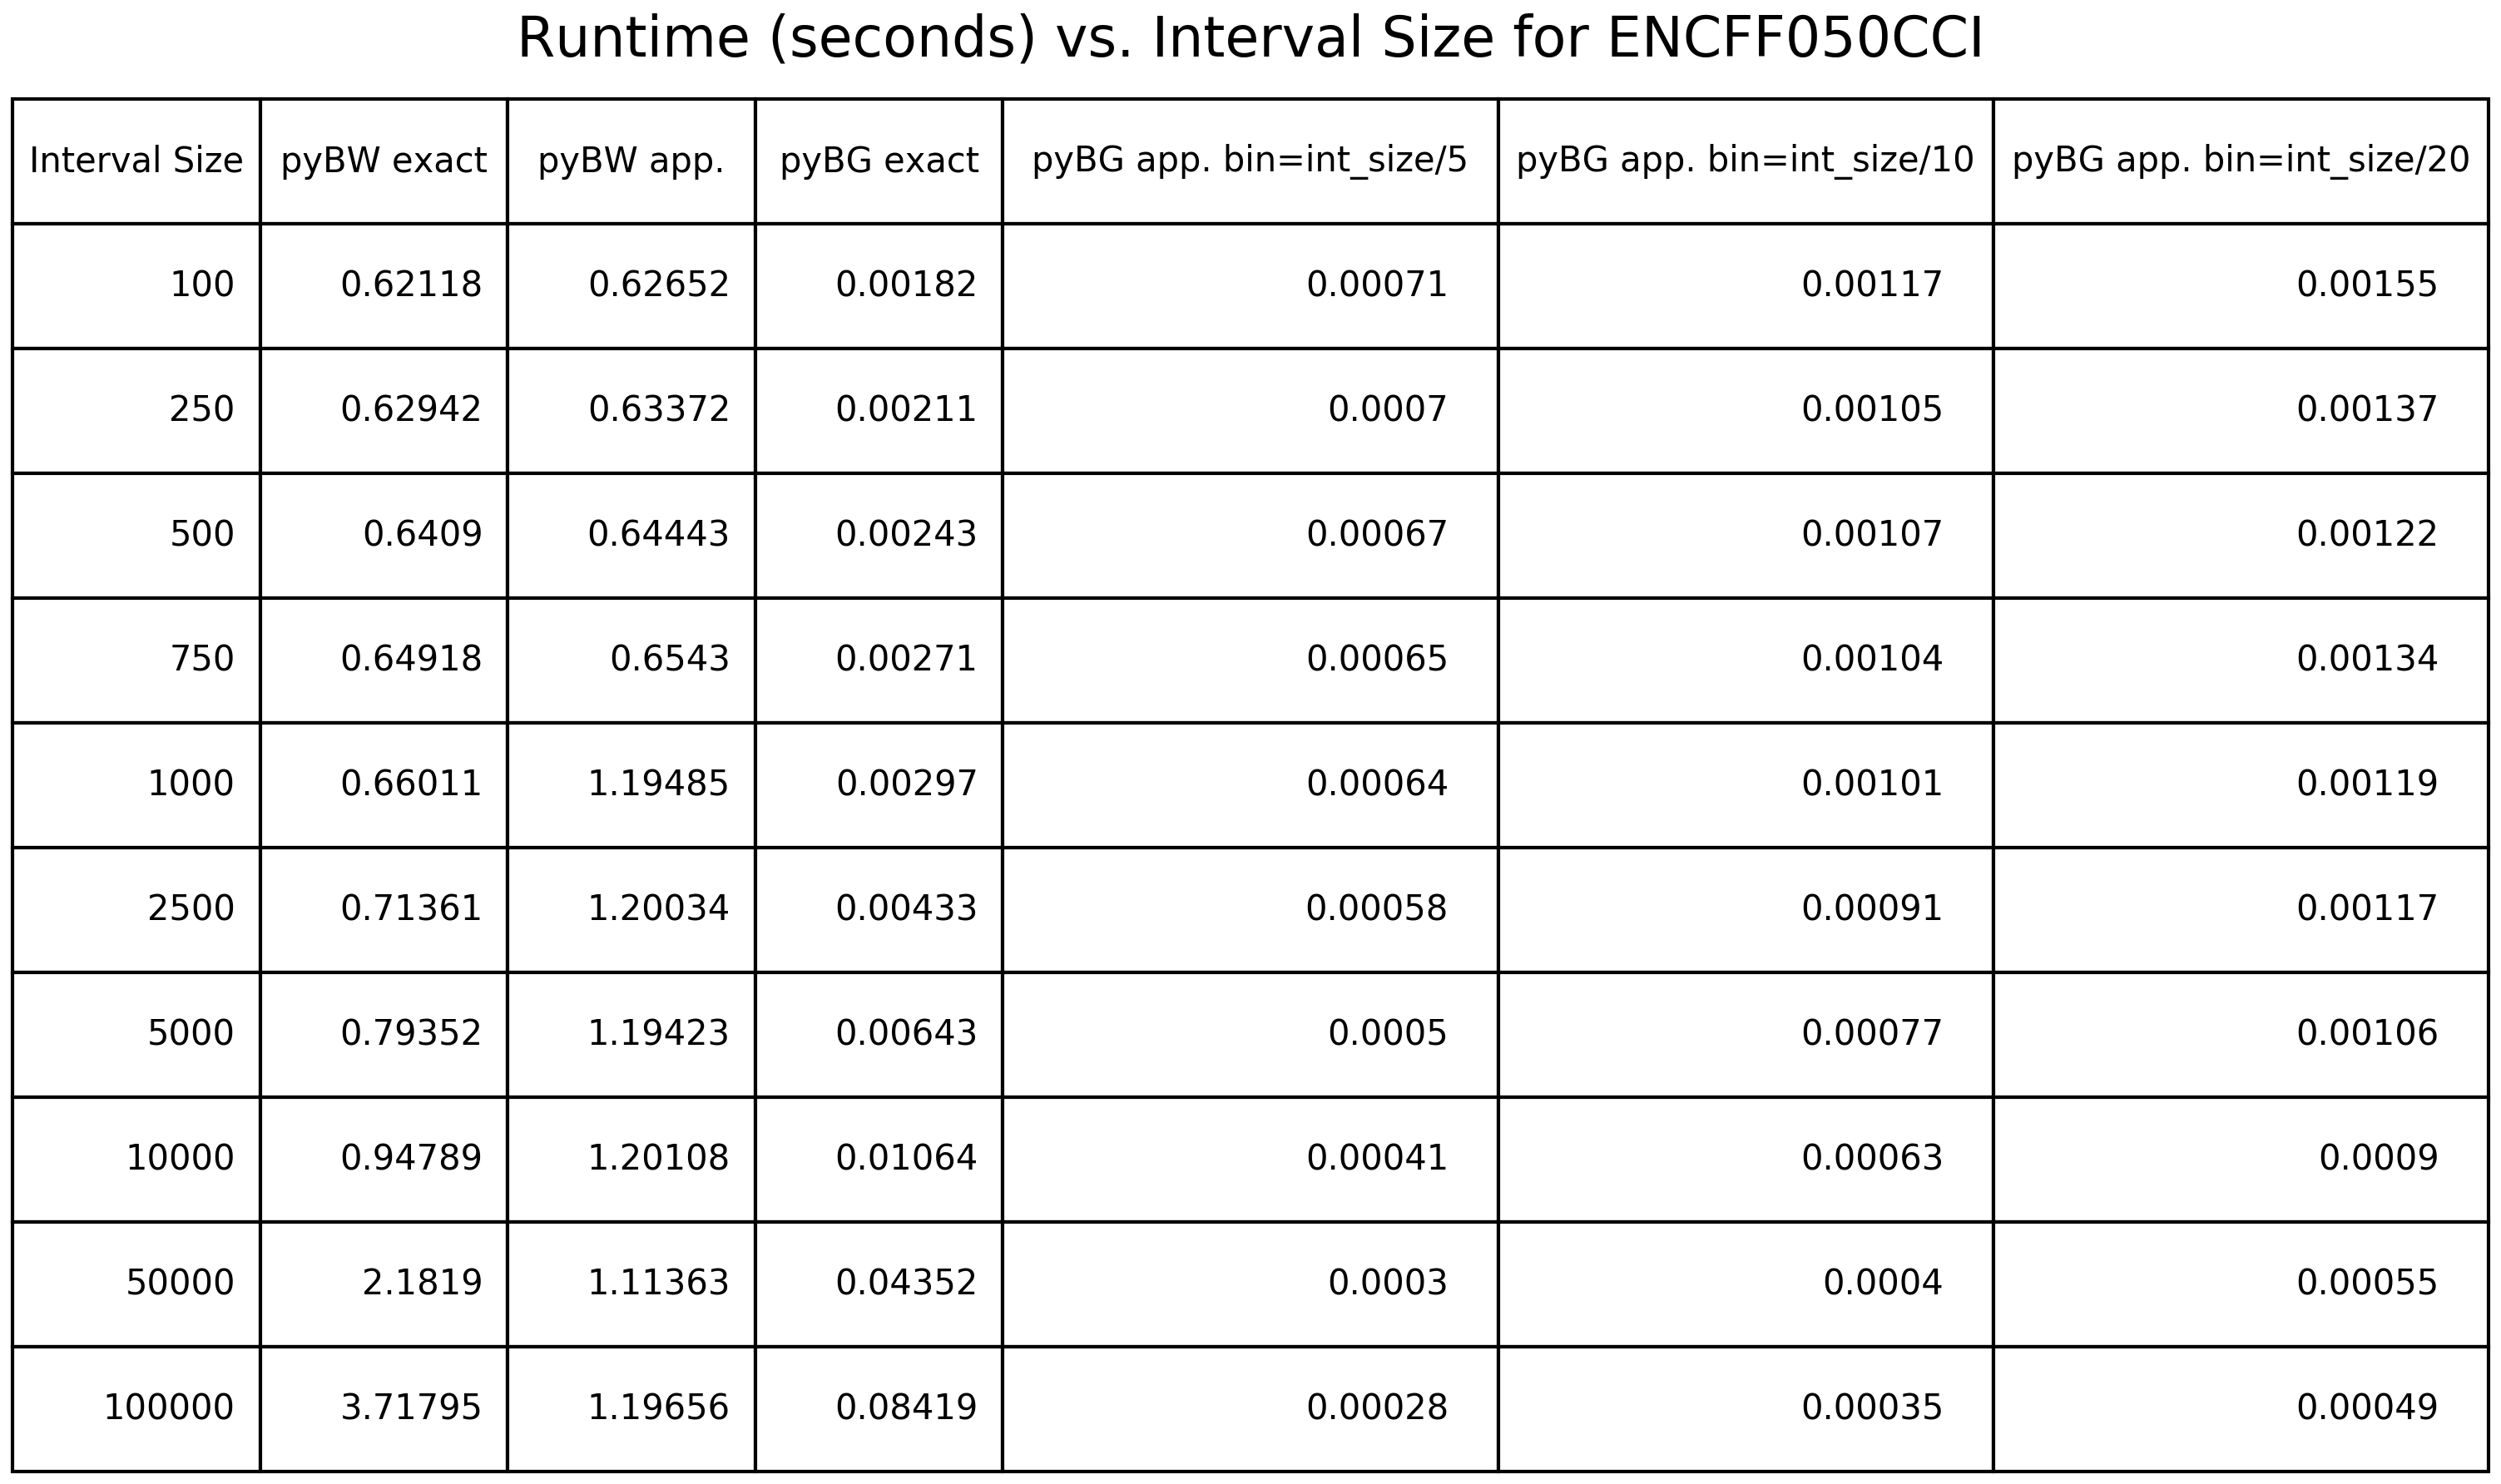 Runtime (seconds) vs. Interval Size for ENCFF050CCI
Interval Size pyBW exact pyBW app. pyBG exact pyBG app. bin=int_size/5 pyBG app. bin=int_size/10 pyBG app. bin=int_size/20
100 0.62118 0.62652 0.00182 0.00071 0.00117 0.00155
250 0.62942 0.63372 0.00211 0.0007 0.00105 0.00137
500 0.6409 0.64443 0.00243 0.00067 0.00107 0.00122
750 0.64918 0.6543 0.00271 0.00065 0.00104 0.00134
1000 0.66011 1.19485 0.00297 0.00064 0.00101 0.00119
2500 0.71361 1.20034 0.00433 0.00058 0.00091 0.00117
5000 0.79352 1.19423 0.00643 0.0005 0.00077 0.00106
10000 0.94789 1.20108 0.01064 0.00041 0.00063 0.0009
50000 2.1819 1.11363 0.04352 0.0003 0.0004 0.00055
100000 3.71795 1.19656 0.08419 0.00028 0.00035 0.00049